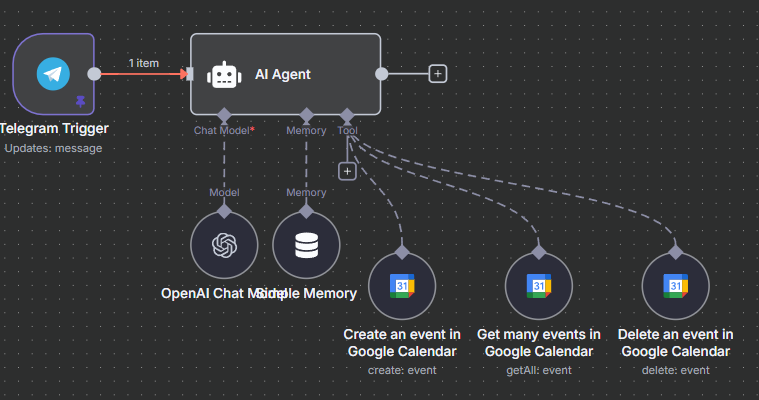 1 item
AI Agent
Telegram Trigger
Updates: message
Chat Model*
Memory
Tool
Model
Memory
OpenAI Chat Model
Simple Memory
31
31
31
Create an event in
Google Calendar
create: event
Get many events in
Google Calendar
getAll: event
Delete an event in
Google Calendar
delete: event